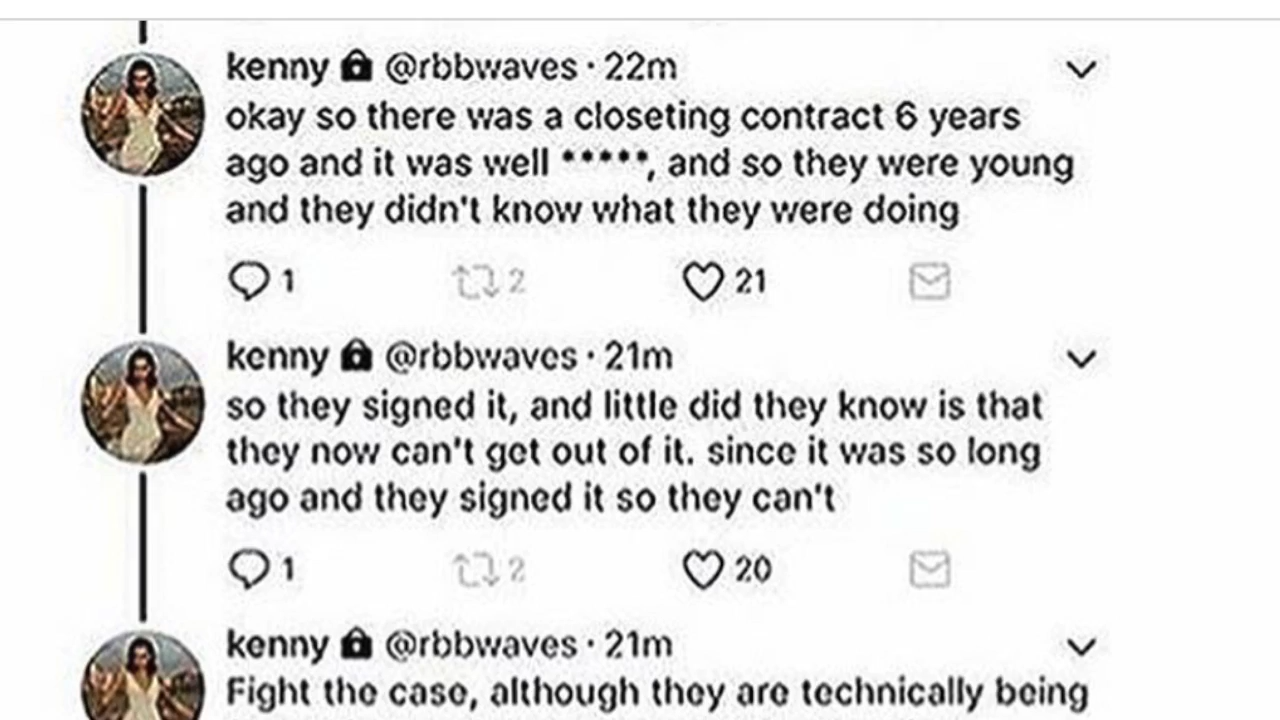 kenny @rbbwaves · 22m
okay so there was a closeting contract 6 years
ago and it was well *****, and so they were young
and they didn't know what they were doing
1 2 21
kenny @rbbwaves · 21m
so they signed it, and little did they know is that
they now can't get out of it. since it was so long
ago and they signed it so they can't
1 2 20
kenny @rbbwaves · 21m
Fight the case, although they are technically being